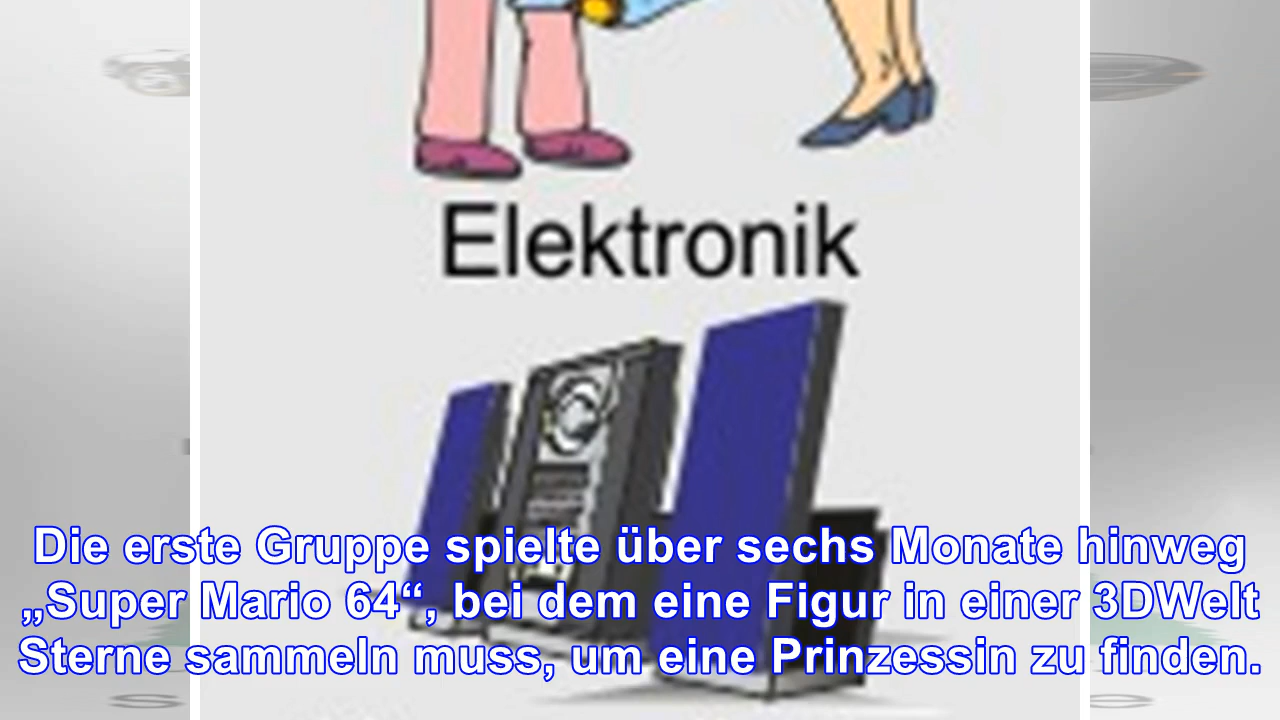 Elektronik
Die erste Gruppe spielte über sechs Monate hinweg
„Super Mario 64“, bei dem eine Figur in einer 3DWelt
Sterne sammeln muss, um eine Prinzessin zu finden.